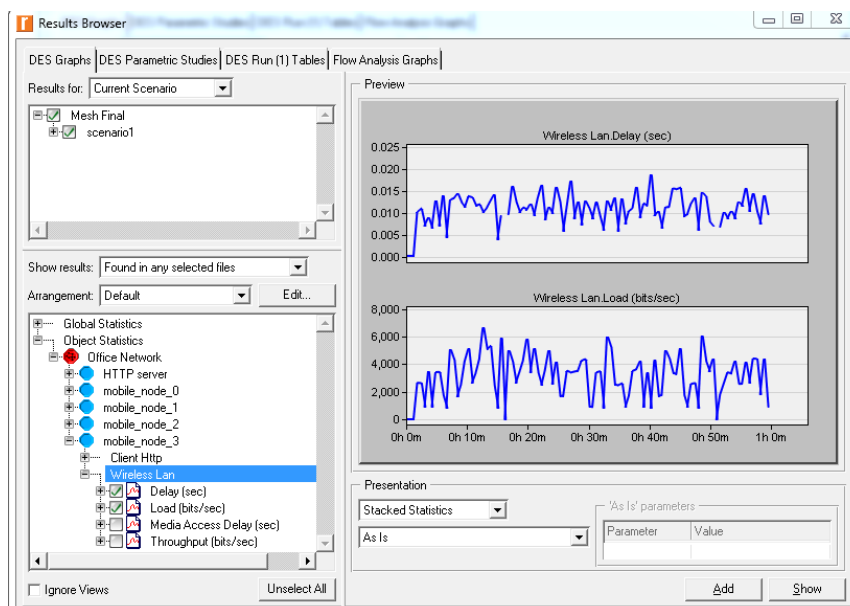 Results Browser
DES Graphs DES Parametric Studies DES Run (1) Tables Flow Analysis Graphs
Results for: Current Scenario
Mesh Final
scenario1
Show results: Found in any selected files
Arrangement: Default Edit...
Global Statistics
Object Statistics
Office Network
HTTP server
mobile_node_0
mobile_node_1
mobile_node_2
mobile_node_3
Client Http
Wireless Lan
Delay (sec)
Load (bits/sec)
Media Access Delay (sec)
Throughput (bits/sec)
Ignore Views Unselect All
Preview
Wireless Lan.Delay (sec)
0.025
0.020
0.015
0.010
0.005
0.000
Wireless Lan.Load (bits/sec)
8,000
6,000
4,000
2,000
0
0h 0m 0h 10m 0h 20m 0h 30m 0h 40m 0h 50m 1h 0m
Presentation
Stacked Statistics
As Is
'As Is' parameters
Parameter Value
Add Show